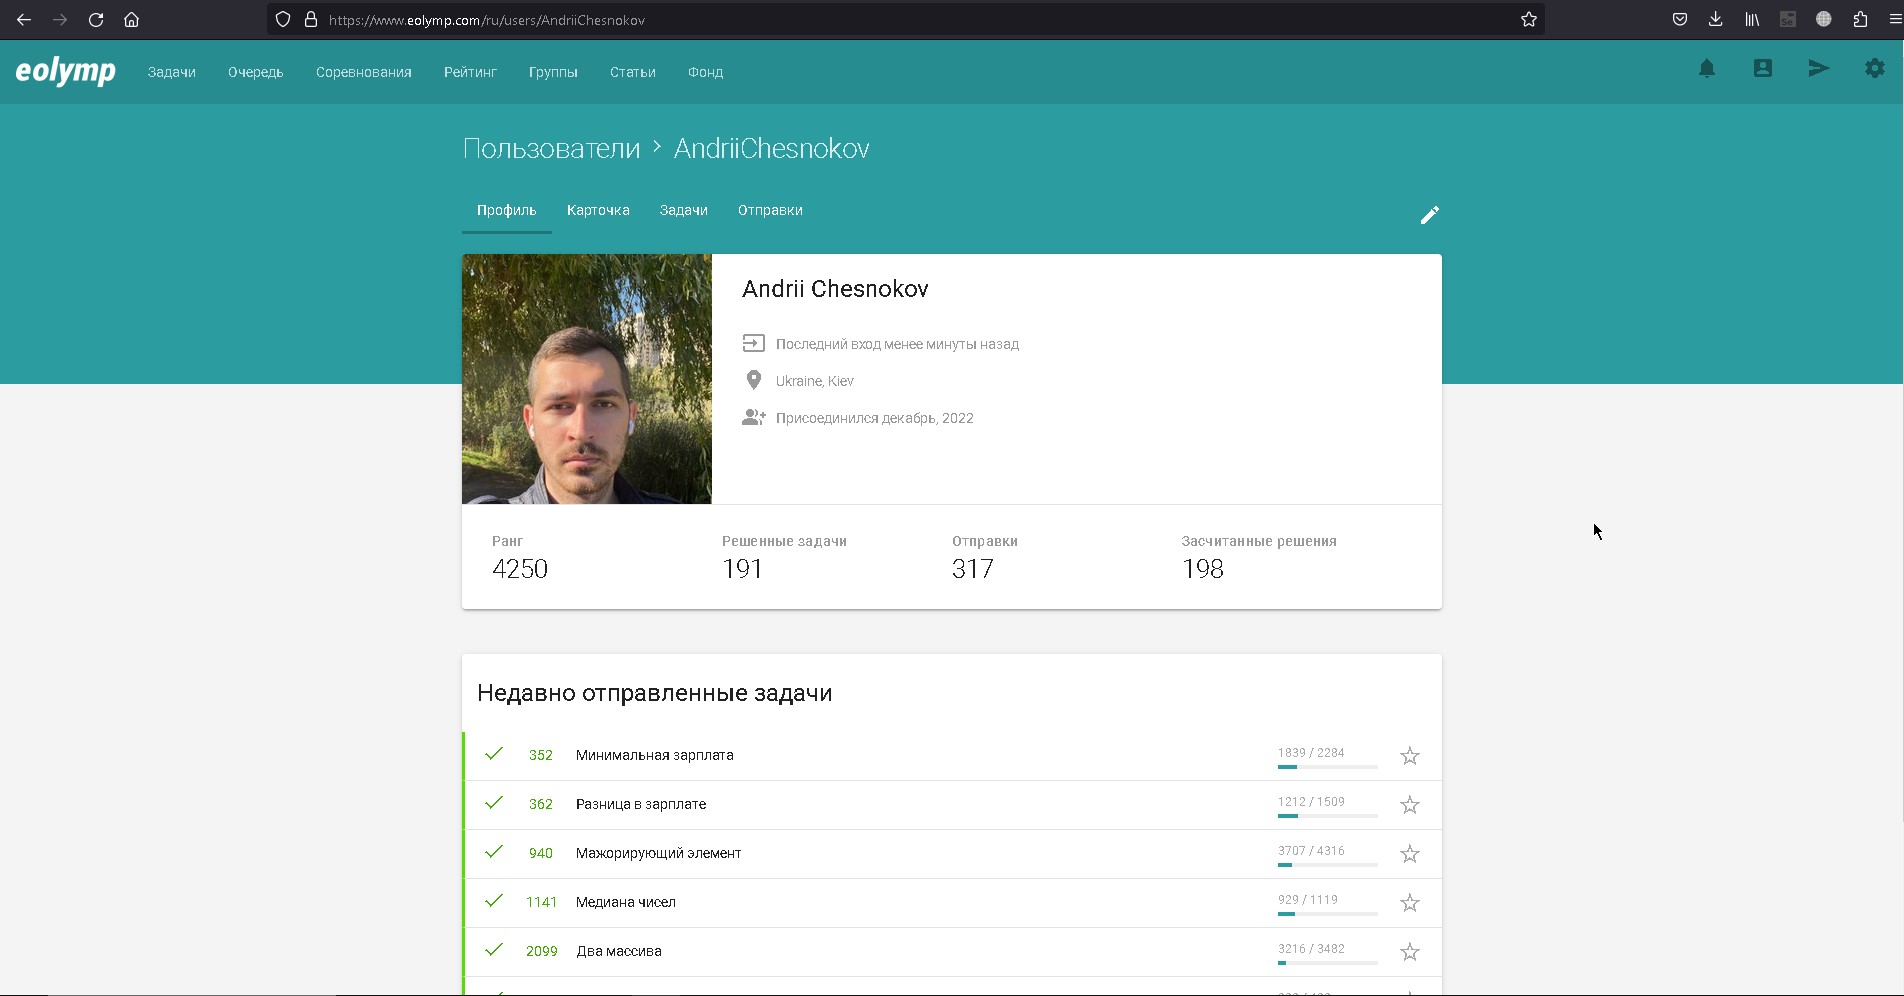 https://www.eolymp.com/ru/users/AndriiChesnokov
eolymp Задачи Очередь Соревнования Рейтинг Группы Статьи Фонд
Пользователи > AndriiChesnokov
Профиль Карточка Задачи Отправки
Andrii Chesnokov
Последний вход менее минуты назад
Ukraine, Kiev
Присоединился декабрь, 2022
Ранг Решенные задачи Отправки Засчитанные решения
4250 191 317 198
Недавно отправленные задачи
352 Минимальная зарплата 1839 / 2284
362 Разница в зарплате 1212 / 1509
940 Мажорирующий элемент 3707 / 4316
1141 Медиана чисел 929 / 1119
2099 Два массива 3216 / 3482